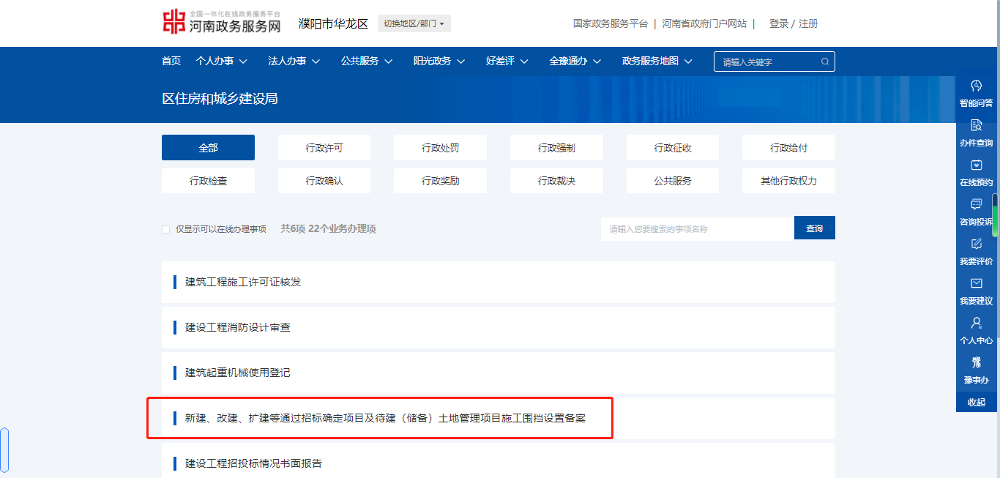 全国一体化在线政务服务平台
河南政务服务网
濮阳市华龙区
切换地区/部门
国家政务服务平台 | 河南省政府门户网站 | 登录 / 注册
首页 个人办事 法人办事 公共服务 阳光政务 好差评 全豫通办 政务服务地图 请输入关键字
区住房和城乡建设局
全部 行政许可 行政处罚 行政强制 行政征收 行政给付
行政检查 行政确认 行政奖励 行政裁决 公共服务 其他行政权力
仅显示可以在线办理事项 共6项 22个业务办理项 请输入您要搜索的事项名称 查询
建筑工程施工许可证核发
建设工程消防设计审查
建筑起重机械使用登记
新建、改建、扩建等通过招标确定项目及待建（储备）土地管理项目施工围挡设置备案
建设工程招投标情况书面报告
智能问答
办件查询
在线预约
咨询投诉
我要评价
我要建议
个人中心
豫事办
收起